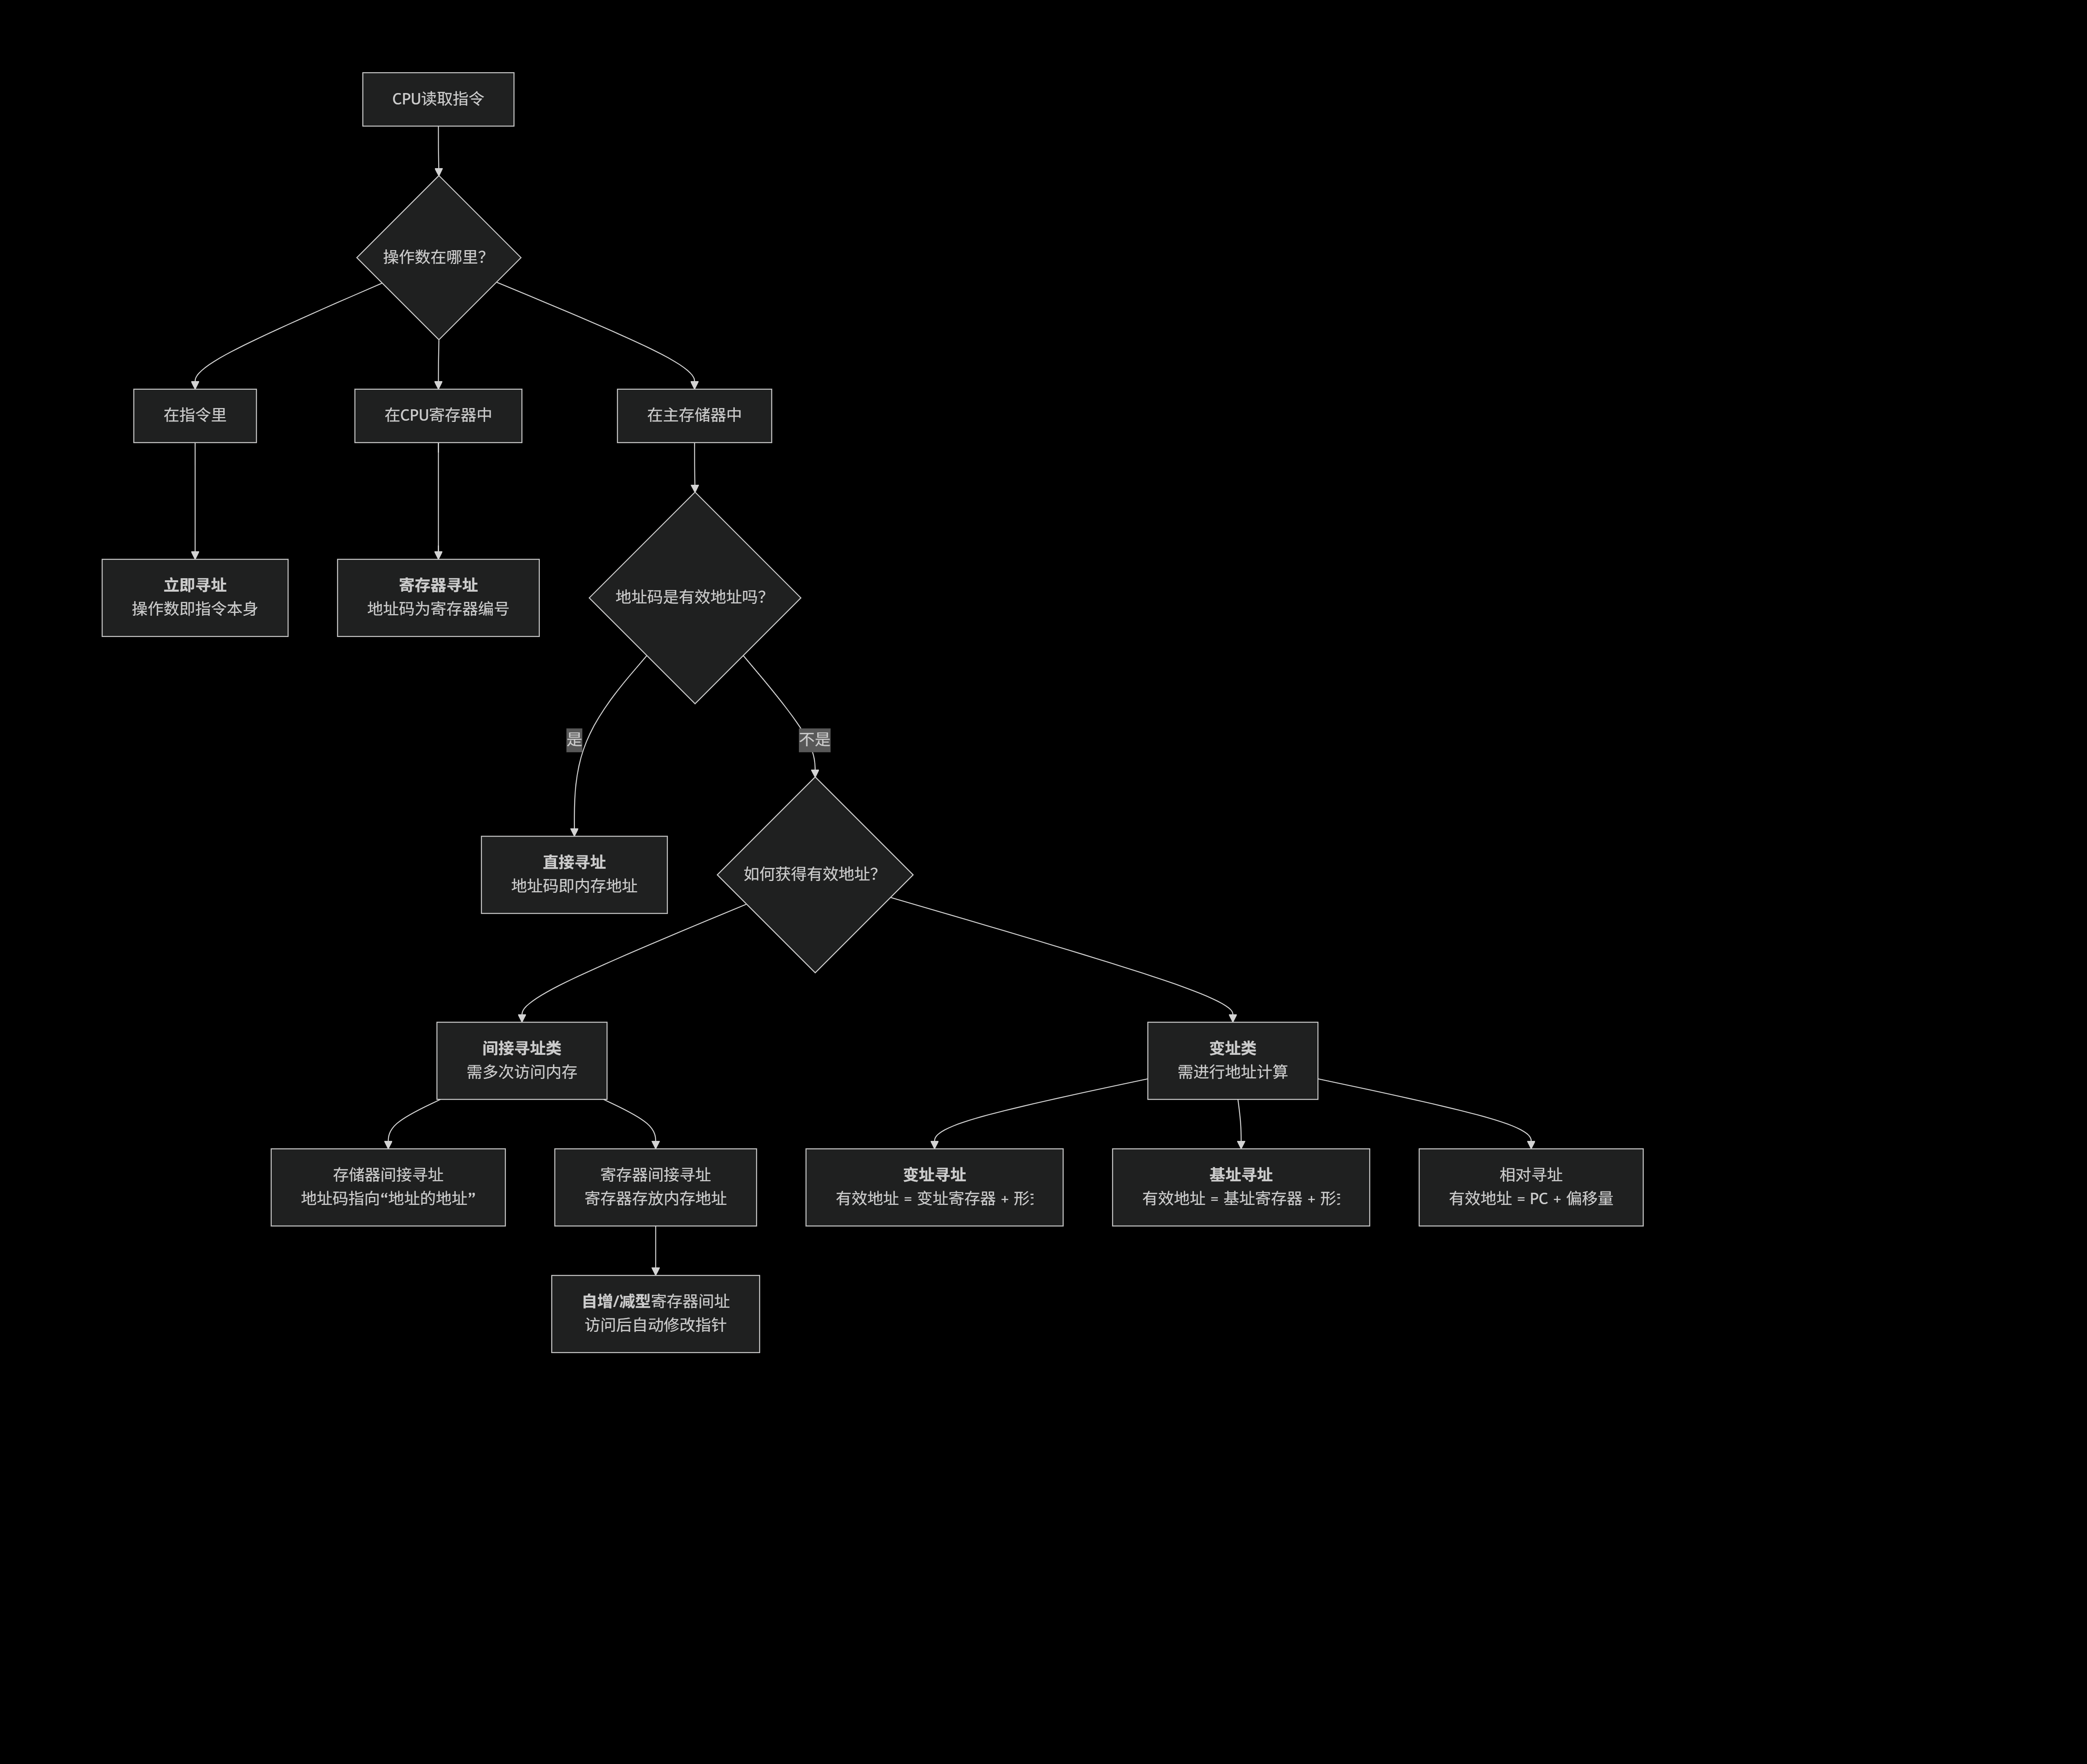 CPU读取指令
操作数在哪里?
在指令里
在CPU寄存器中
在主存储器中
立即寻址
操作数即指令本身
寄存器寻址
地址码为寄存器编号
地址码是有效地址吗?
是
不是
直接寻址
地址码即内存地址
如何获得有效地址?
间接寻址类
需多次访问内存
变址类
需进行地址计算
存储器间接寻址
地址码指向“地址的地址”
寄存器间接寻址
寄存器存放内存地址
变址寻址
有效地址 = 变址寄存器 + 形
基址寻址
有效地址 = 基址寄存器 + 形
相对寻址
有效地址 = PC + 偏移量
自增/减型寄存器间址
访问后自动修改指针